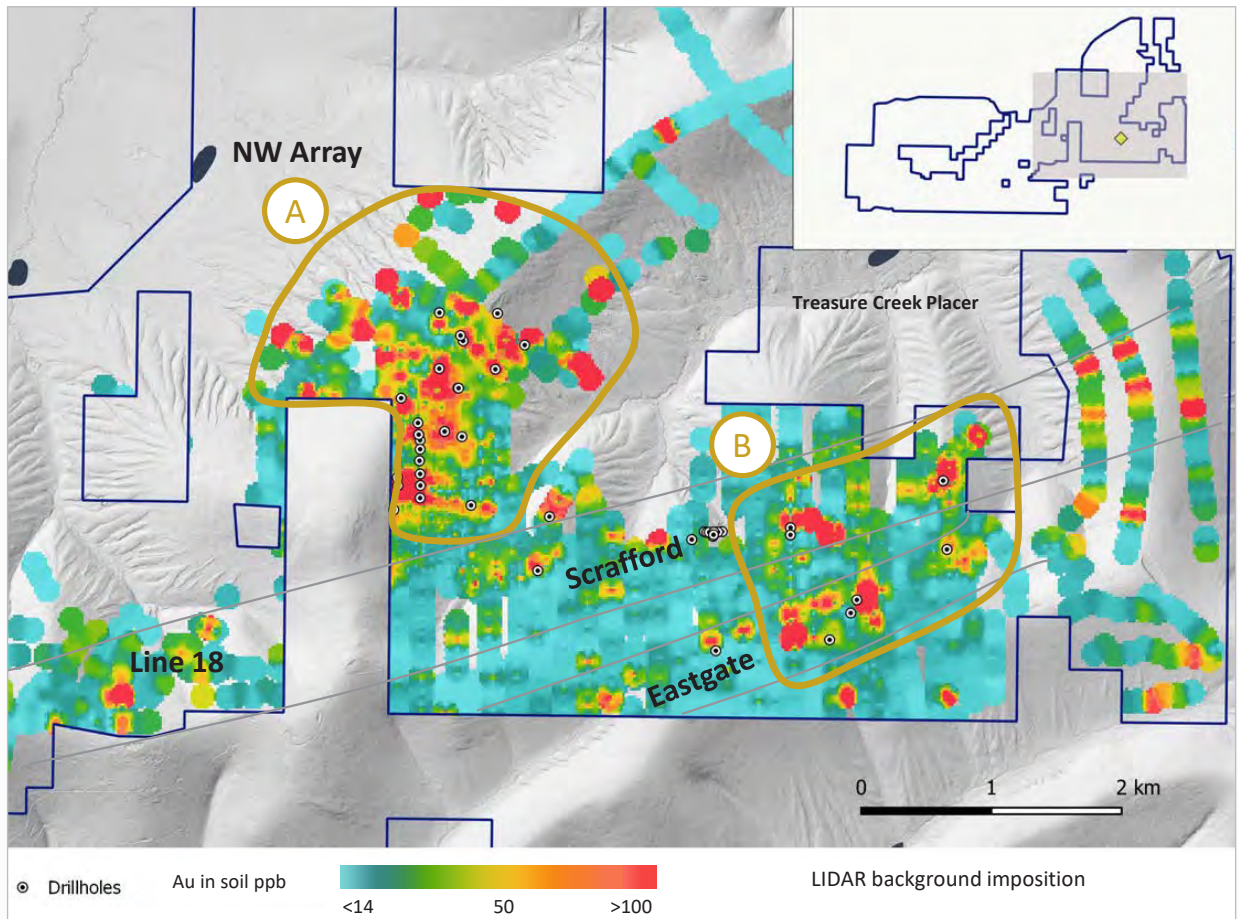 NW Array
A
Treasure Creek Placer
B
Scrafford
Line 18
Eastgate
0 1 2 km
Drillholes
Au in soil ppb
<14 50 >100
LIDAR background imposition